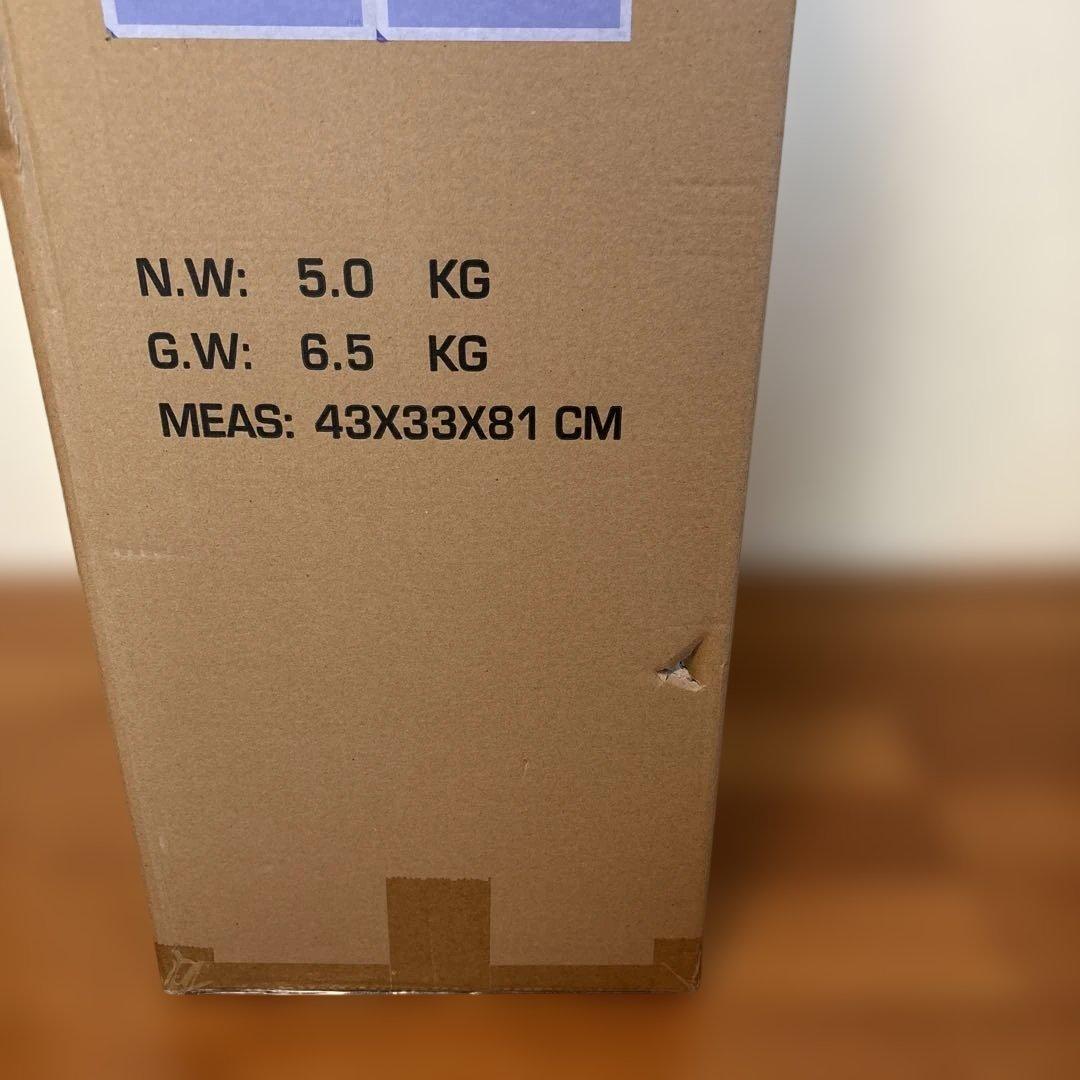 N.W: 5.0 KG
G.W: 6.5 KG
MEAS: 43X33X81 CM